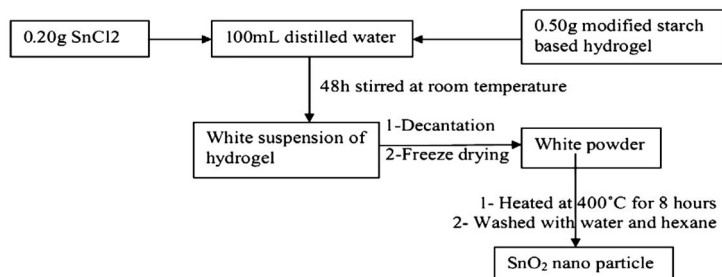 0.20g SnCl2
100mL distilled water
0.50g modified starch
based hydrogel
48h stirred at room temperature
White suspension of
hydrogel
1-Decantation
2-Freeze drying
White powder
1- Heated at 400˚C for 8 hours
2- Washed with water and hexane
SnO₂ nano particle